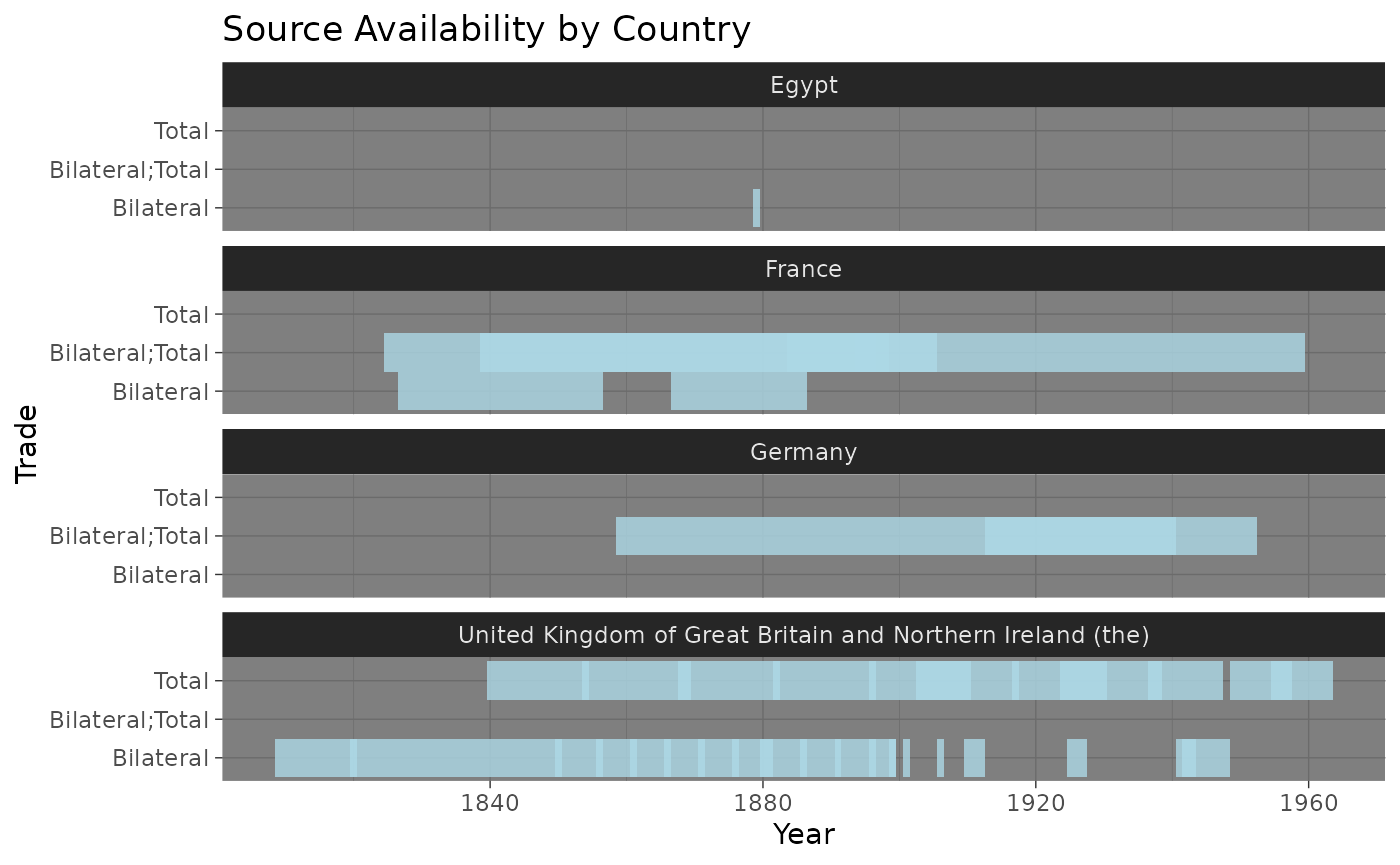 Source Availability by Country
Egypt
Total
Bilateral;Total
Bilateral
France
Total
Bilateral;Total
Bilateral
Germany
Total
Bilateral;Total
Bilateral
United Kingdom of Great Britain and Northern Ireland (the)
Total
Bilateral;Total
Bilateral
Trade
1840 1880 1920 1960
Year